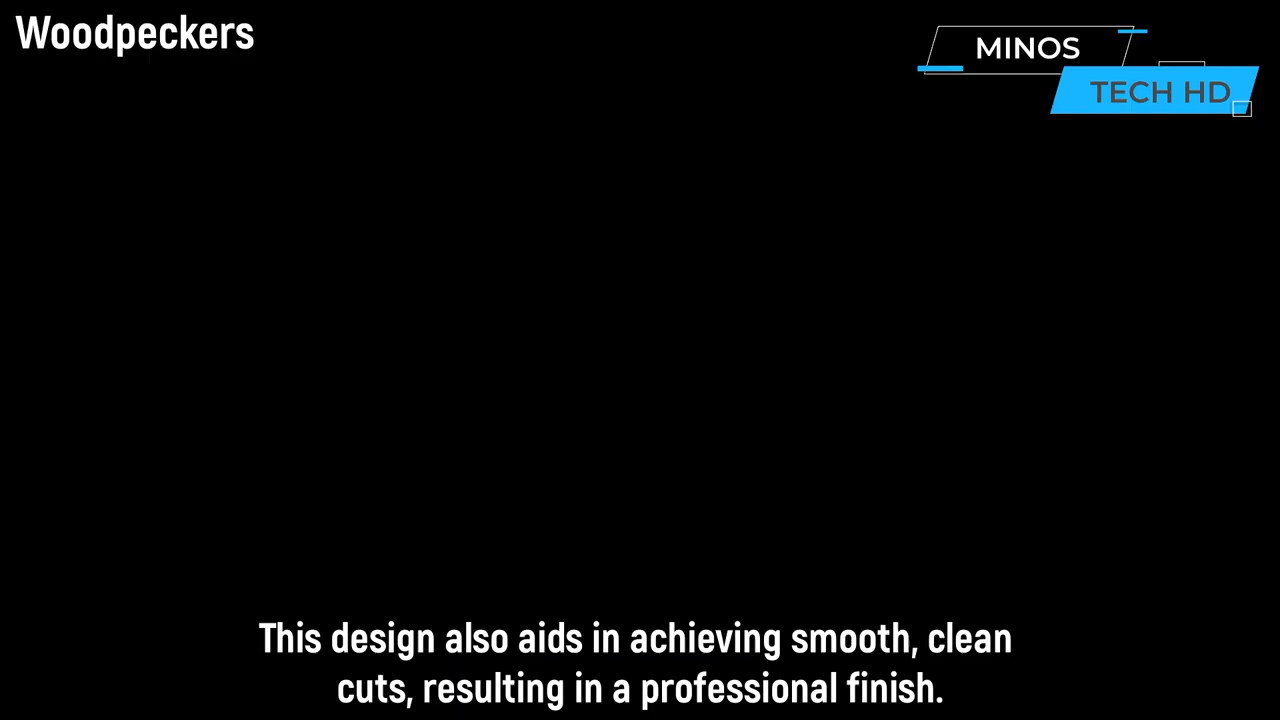 Woodpeckers
MINOS
TECH HD
This design also aids in achieving smooth, clean
cuts, resulting in a professional finish.